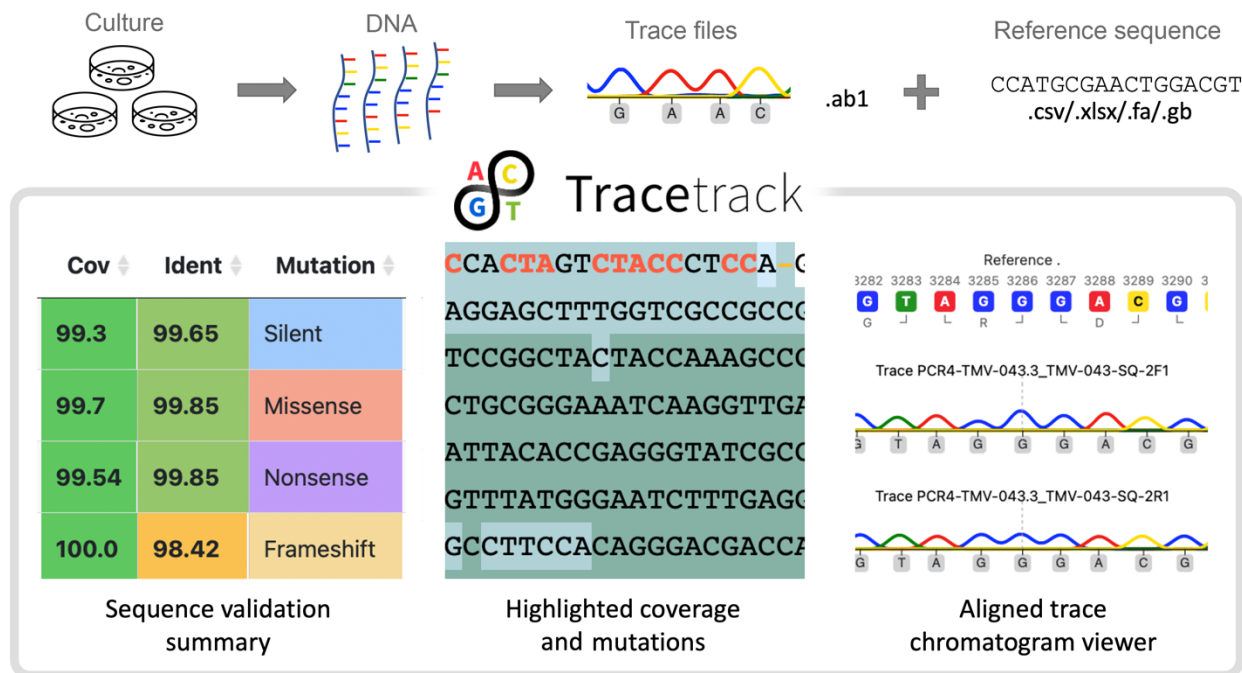 Culture
DNA
Trace files
Reference sequence
G A A C
.ab1
CCATGCGAACTGGACGT
.csv/.xlsx/.fa/.gb
A C
G T
Tracetrack
Cov Ident Mutation
99.3 99.65 Silent
99.7 99.85 Missense
99.54 99.85 Nonsense
100.0 98.42 Frameshift
Sequence validation
summary
CCACTAGTCTACCCCTCCA-G
AGGAGCTTTGGTCGCCGCCG
TCCGGCTACTACCAAAGCCC
CTGCGGGAAATCAAGGTTGA
ATTACACCGAGGGTATCGCC
GTTTATGGGAATCTTTGAGG
GCCTTCCACAGGGACGACCA
Highlighted coverage
and mutations
Reference .
3282 3283 3284 3285 3286 3287 3288 3289 3290
G T A G G G A C G
G R D
Trace PCR4-TMV-043.3_TMV-043-SQ-2F1
G T A G G G A C G
Trace PCR4-TMV-043.3_TMV-043-SQ-2R1
G T A G G G A C G
Aligned trace
chromatogram viewer